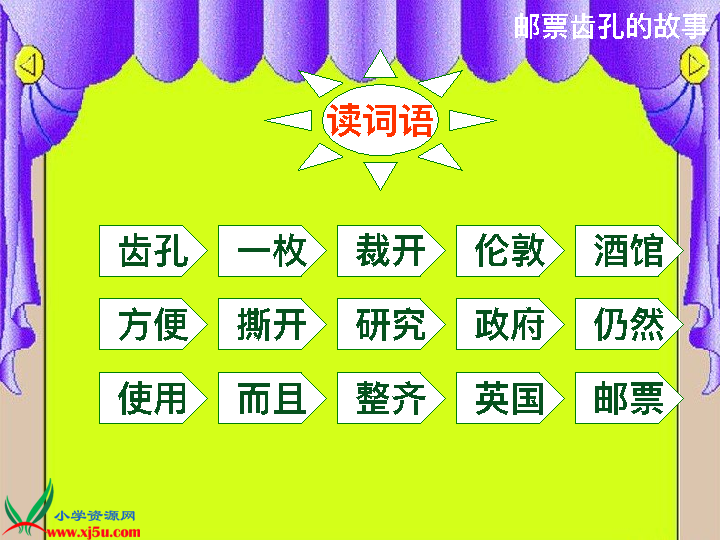 邮票齿孔的故事
读词语
齿孔 一枚 裁开 伦敦 酒馆
方便 撕开 研究 政府 仍然
使用 而且 整齐 英国 邮票
小学资源网
www.xj5u.com